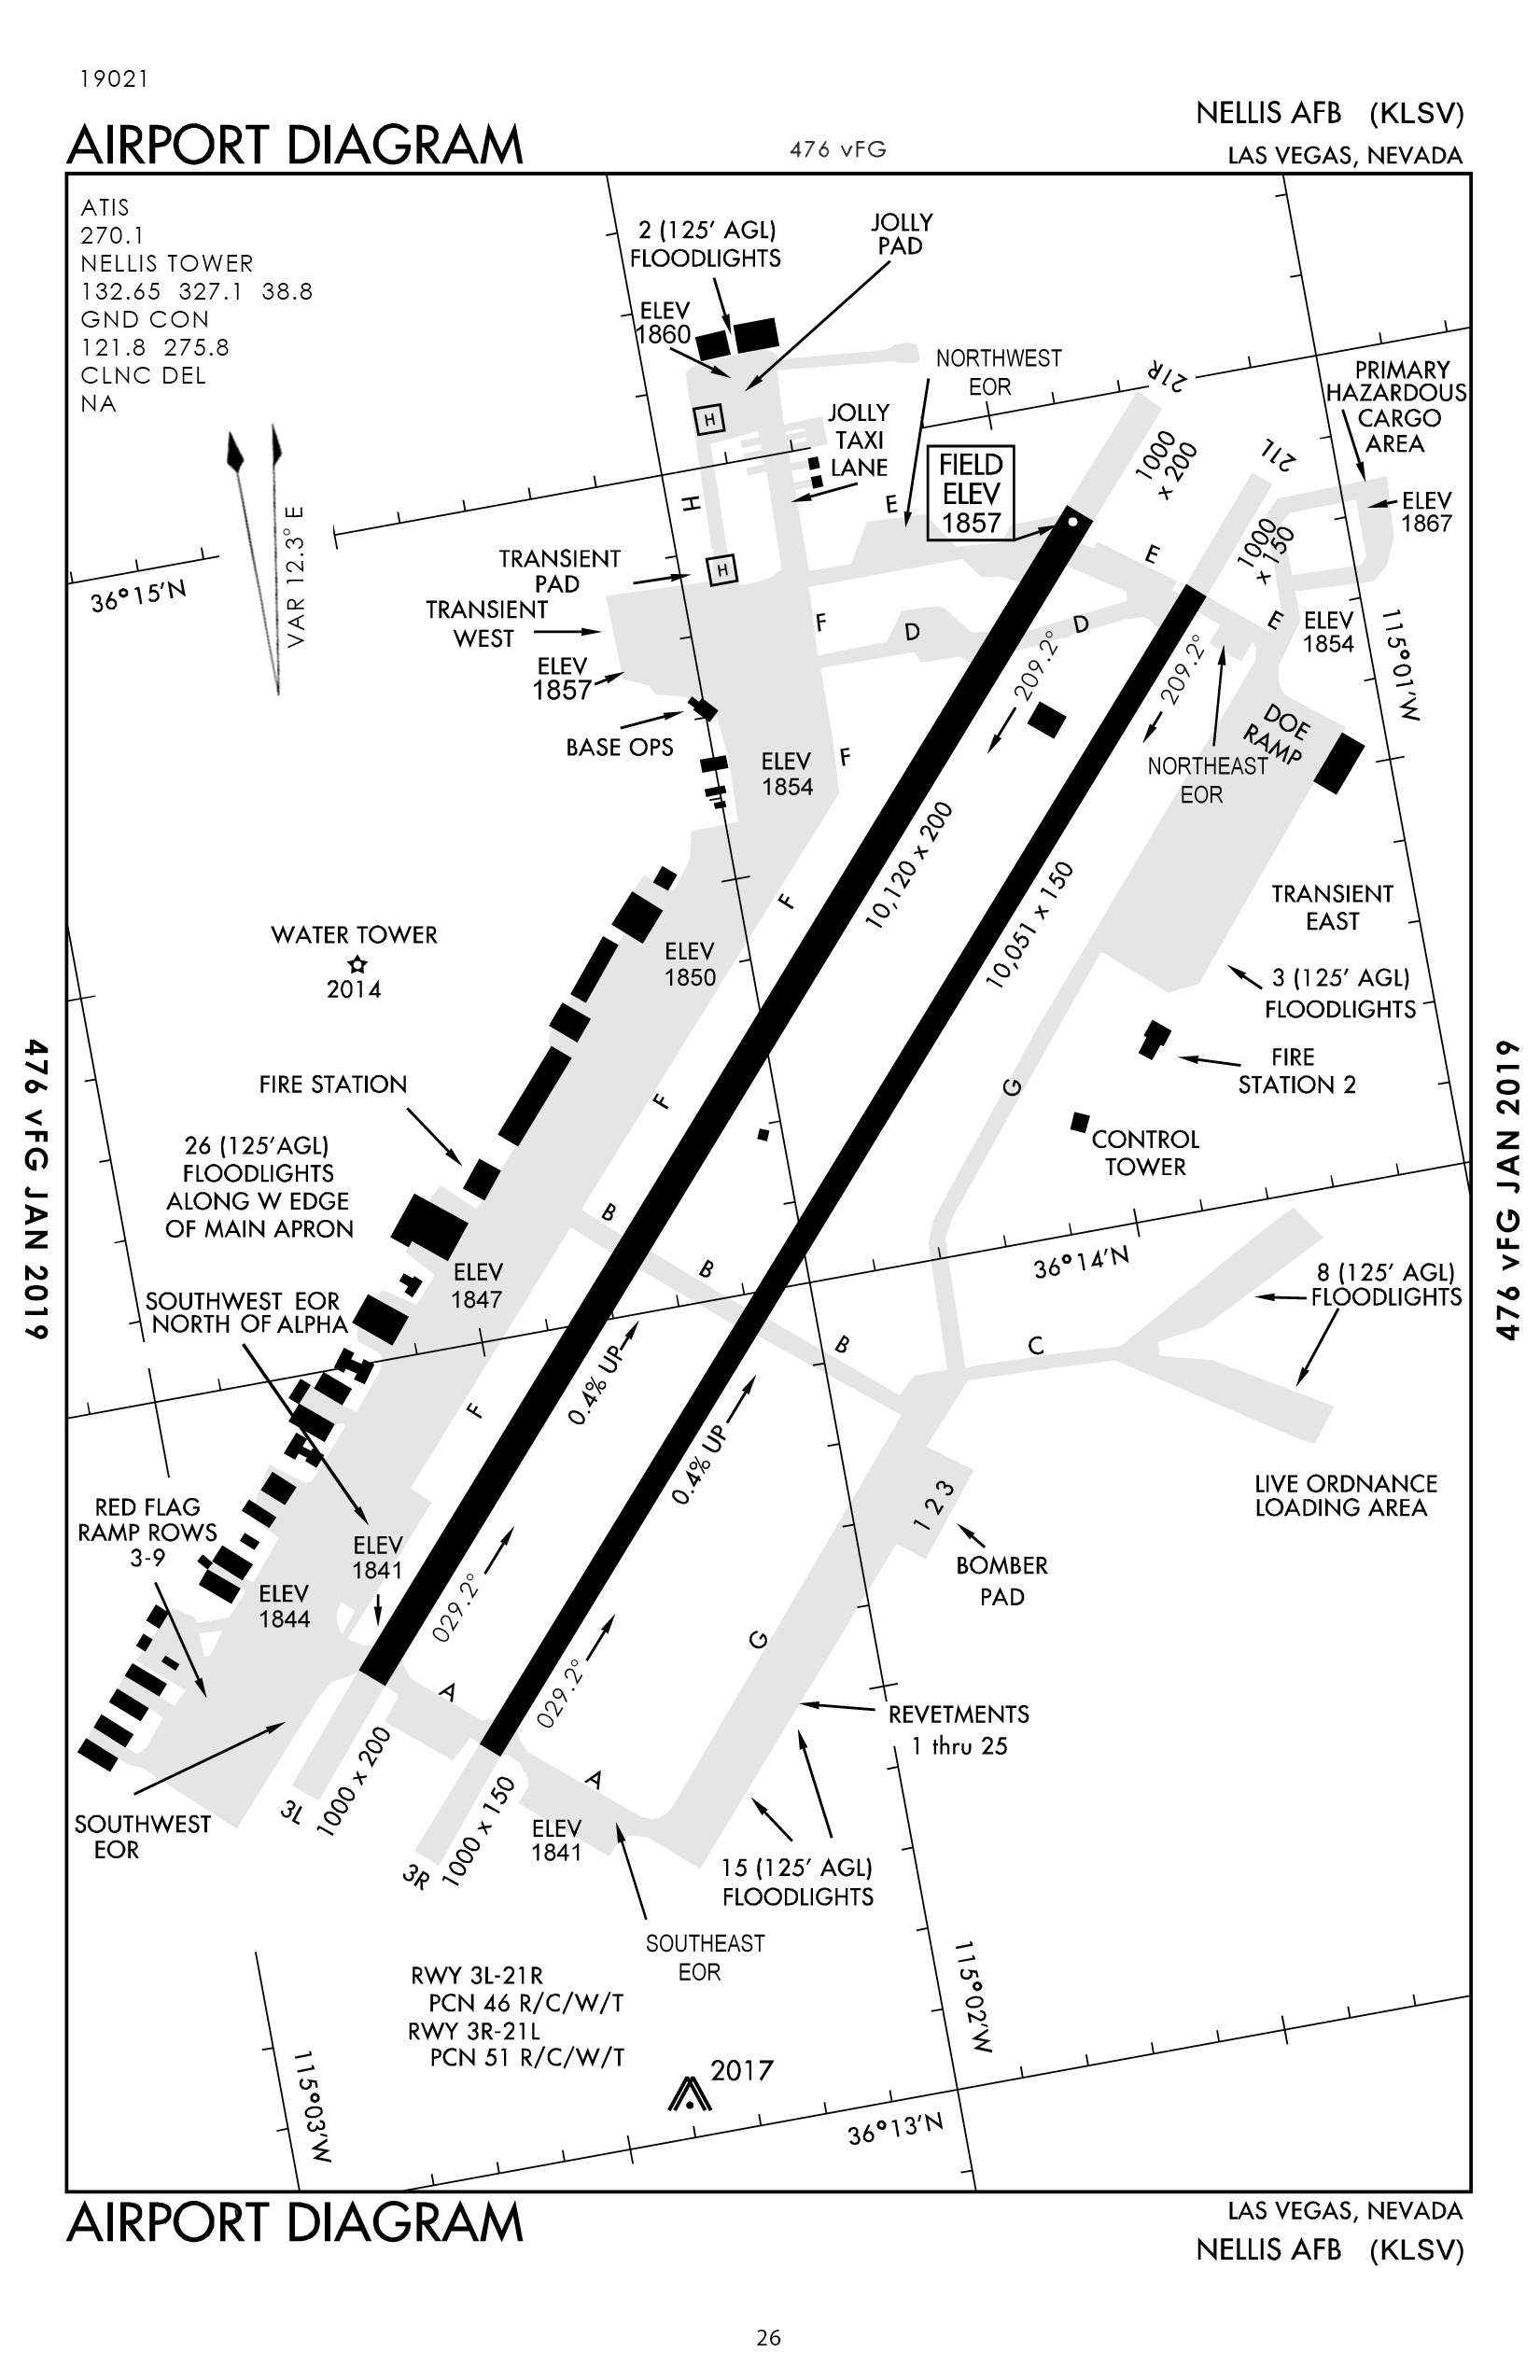 19021
NELLIS AFB (KLSV)
AIRPORT DIAGRAM
476 vFG
LAS VEGAS, NEVADA
ATIS
270.1
NELLIS TOWER
132.65 327.1 38.8
GND CON
121.8 275.8
CLNC DEL
NA
VAR 12.3° E
2 (125' AGL)
FLOODLIGHTS
JOLLY
PAD
ELEV
1860
NORTHWEST
EOR
21R
PRIMARY
HAZARDOUS
CARGO
AREA
H
JOLLY
TAXI
LANE
1000
x 200
21L
FIELD
ELEV
1857
ELEV
1867
H
E
1000
x 150
36°15'N
TRANSIENT
PAD
H
E
TRANSIENT
WEST
F
D
D
E
ELEV
1854
115°01'W
ELEV
1857
209.2°
209.2°
BASE OPS
DOE
RAMP
ELEV
1854
F
NORTHEAST
EOR
10,120 x 200
10,051 x 150
F
TRANSIENT
EAST
WATER TOWER
2014
ELEV
1850
3 (125' AGL)
FLOODLIGHTS
FIRE STATION
F
G
FIRE
STATION 2
26 (125'AGL)
FLOODLIGHTS
ALONG W EDGE
OF MAIN APRON
CONTROL
TOWER
B
B
B
36°14'N
ELEV
1847
8 (125' AGL)
FLOODLIGHTS
SOUTHWEST EOR
NORTH OF ALPHA
C
0.4% UP
0.4% UP
F
LIVE ORDNANCE
LOADING AREA
RED FLAG
RAMP ROWS
3-9
1 2 3
ELEV
1841
BOMBER
PAD
ELEV
1844
029.2°
029.2°
G
A
REVETMENTS
1 thru 25
A
SOUTHWEST
EOR
3L
1000 x 200
3R
1000 x 150
ELEV
1841
15 (125' AGL)
FLOODLIGHTS
SOUTHEAST
EOR
115°02'W
RWY 3L-21R
PCN 46 R/C/W/T
RWY 3R-21L
PCN 51 R/C/W/T
115°03'W
2017
36°13'N
476 vFG JAN 2019
476 vFG JAN 2019
AIRPORT DIAGRAM
LAS VEGAS, NEVADA
NELLIS AFB (KLSV)
26